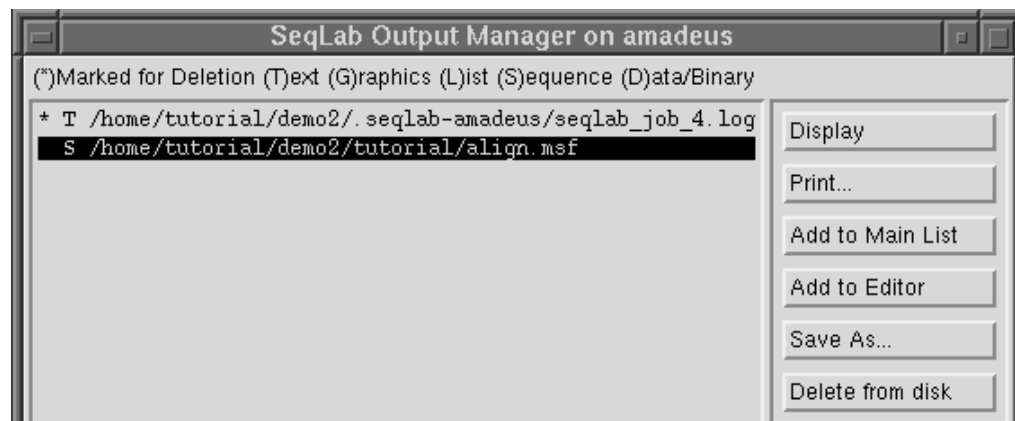 SeqLab Output Manager on amadeus
(*)Marked for Deletion (T)ext (G)raphics (L)ist (S)equence (D)ata/Binary
* T /home/tutorial/demo2/.seqlab-amadeus/seqlab_job_4.log
S /home/tutorial/demo2/tutorial/align.msf
Display
Print...
Add to Main List
Add to Editor
Save As...
Delete from disk